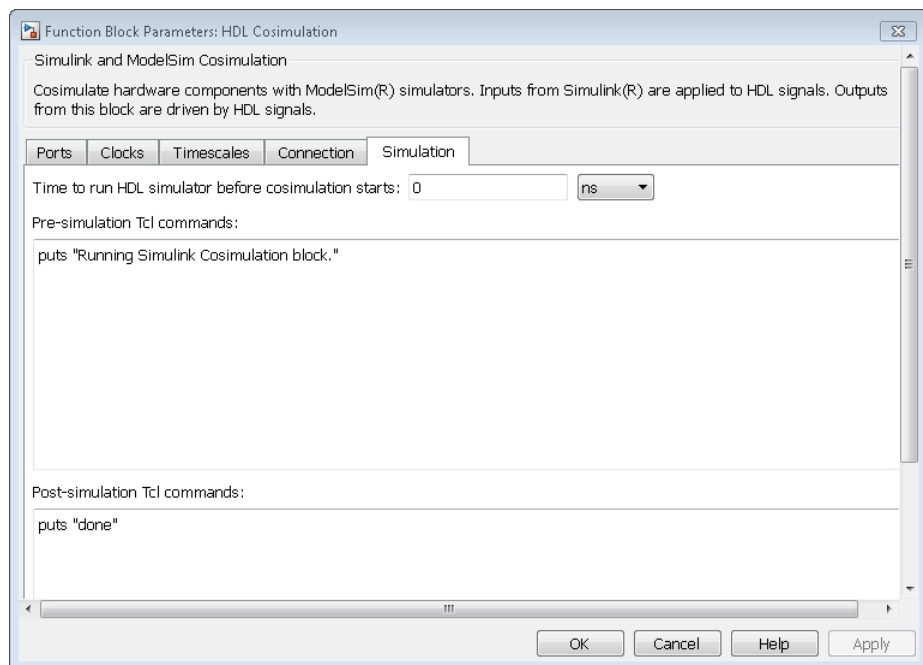 Function Block Parameters: HDL Cosimulation
Simulink and ModelSim Cosimulation
Cosimulate hardware components with ModelSim(R) simulators. Inputs from Simulink(R) are applied to HDL signals. Outputs
from this block are driven by HDL signals.
Ports Clocks Timescales Connection Simulation
Time to run HDL simulator before cosimulation starts: 0 ns
Pre-simulation Tcl commands:
puts "Running Simulink Cosimulation block."
Post-simulation Tcl commands:
puts "done"
OK Cancel Help Apply